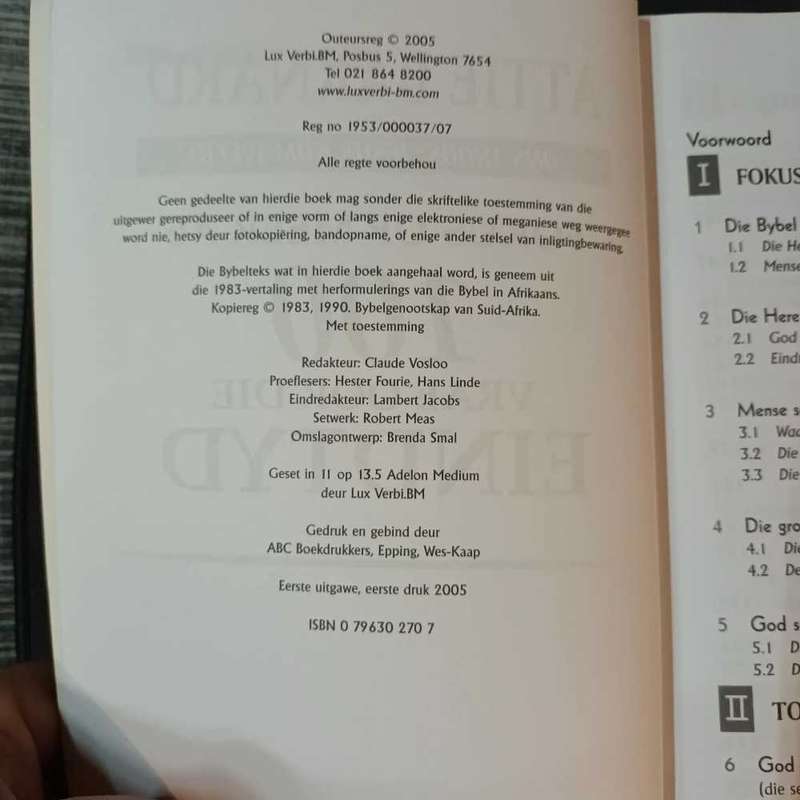 Outeursreg © 2005
Lux Verbi.BM, Posbus 5, Wellington 7654
Tel 021 864 8200
www.luxverbi-bm.com
Reg no 1953/000037/07
Alle regte voorbehou
Geen gedeelte van hierdie boek mag sonder die skriftelike toestemming van die
uitgewer gereproduseer of in enige vorm of langs enige elektroniese of meganiese weg weergegee
word nie, hetsy deur fotokopiëring, bandopname, of enige ander stelsel van inligtingbewaring.
Die Bybelteks wat in hierdie boek aangehaal word, is geneem uit
die 1983-vertaling met herformulerings van die Bybel in Afrikaans.
Kopiereg © 1983, 1990. Bybelgenootskap van Suid-Afrika.
Met toestemming
Redakteur: Claude Vosloo
Proeflesers: Hester Fourie, Hans Linde
Eindredakteur: Lambert Jacobs
Setwerk: Robert Meas
Omslagontwerp: Brenda Smal
Geset in 11 op 13.5 Adelon Medium
deur Lux Verbi.BM
Gedruk en gebind deur
ABC Boekdrukkers, Epping, Wes-Kaap
Eerste uitgawe, eerste druk 2005
ISBN 0 79630 270 7
Voorwoord
I FOKUS
1 Die Bybel
1.1 Die He
1.2 Mense
2 Die Here
2.1 God
2.2 Eind
3 Mense s
3.1 Waa
3.2 Die
3.3 Die
4 Die gro
4.1 Die
4.2 De
5 God s
5.1 D
5.2 D
II TO
6 God
(die se